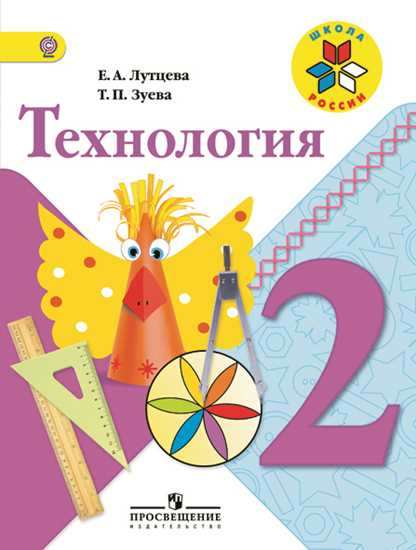 Е. А. Лутцева
Т. П. Зуева
ШКОЛА
РОССИИ
Технология
2
ПРОСВЕЩЕНИЕ
ИЗДАТЕЛЬСТВО